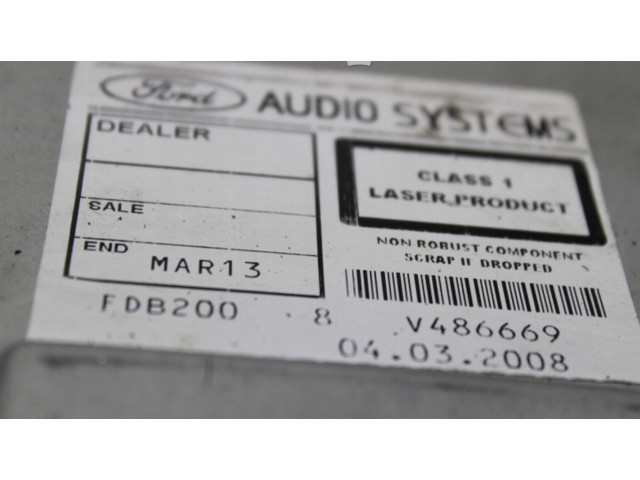 Ford AUDIO SYSTEMS
DEALER
SALE
END MAR13
FDB200 8
CLASS 1
LASER PRODUCT
NON ROBUST COMPONENT
SCRAP IF DROPPED
V486669
04.03.2008